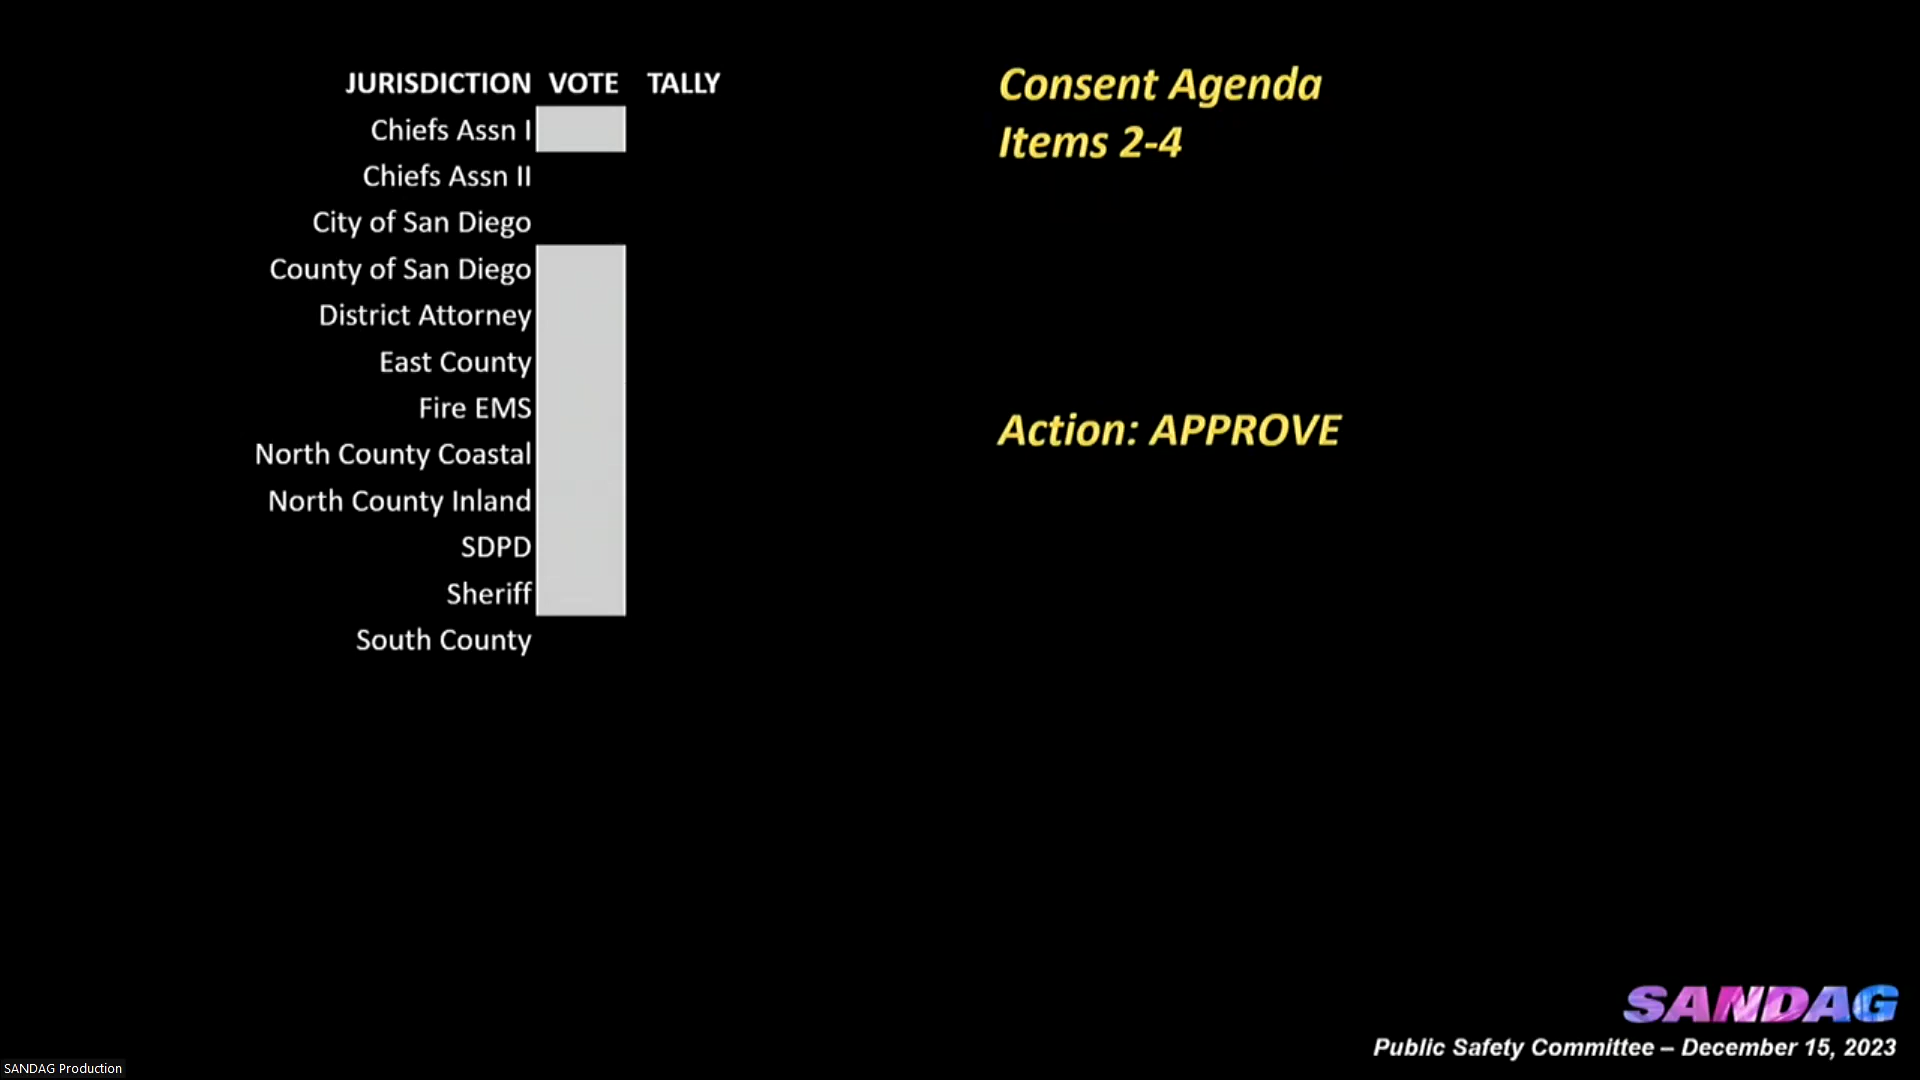 JURISDICTION VOTE TALLY
Chiefs Assn I
Chiefs Assn II
City of San Diego
County of San Diego
District Attorney
East County
Fire EMS
North County Coastal
North County Inland
SDPD
Sheriff
South County
Consent Agenda
Items 2-4
Action: APPROVE
SANDAG
Public Safety Committee – December 15, 2023
SANDAG Production